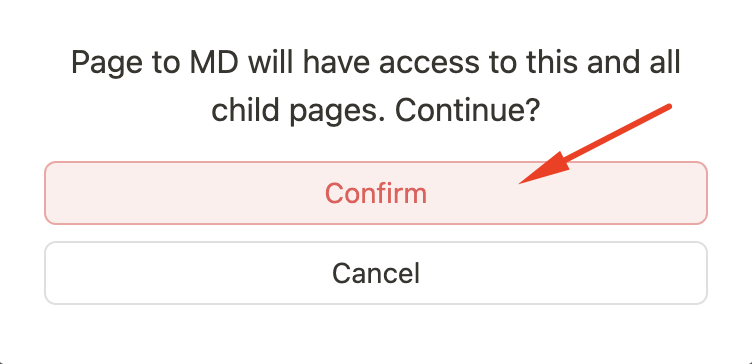 Page to MD will have access to this and all
child pages. Continue?
Confirm
Cancel